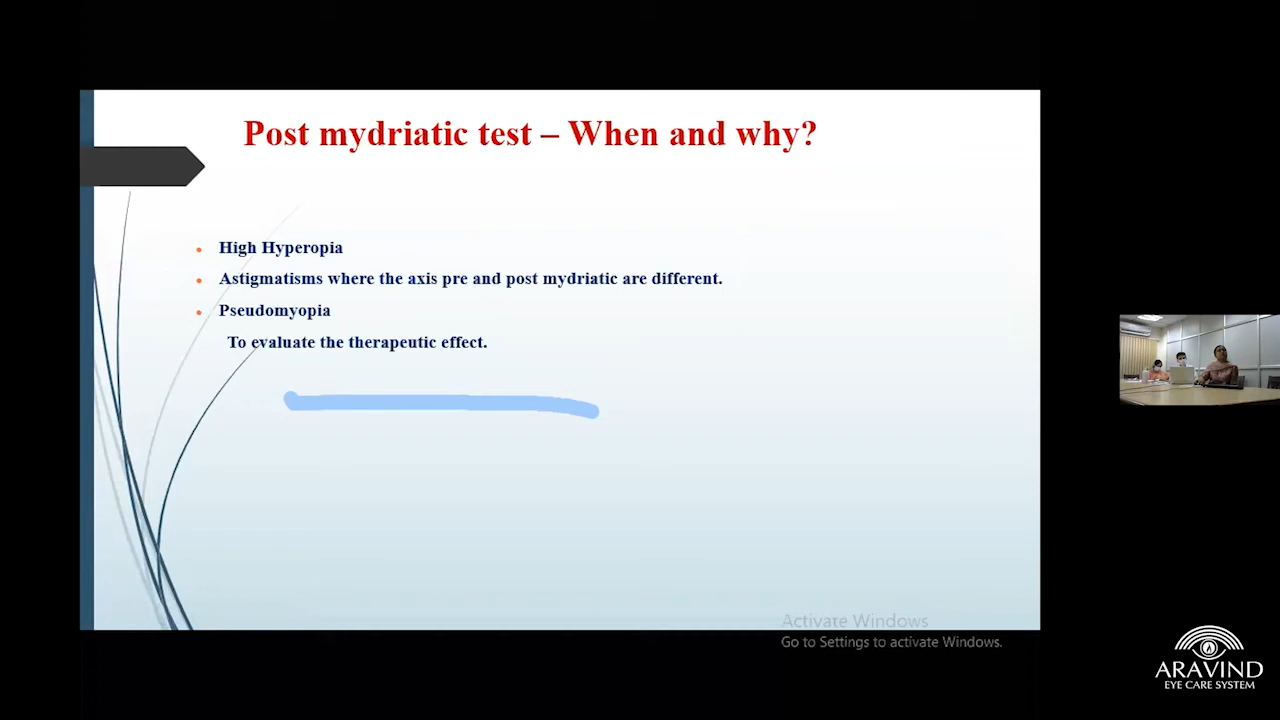 Post mydriatic test – When and why?
High Hyperopia
Astigmatisms where the axis pre and post mydriatic are different.
Pseudomyopia
To evaluate the therapeutic effect.
Activate Windows
Go to Settings to activate Windows.
ARAVIND
EYE CARE SYSTEM